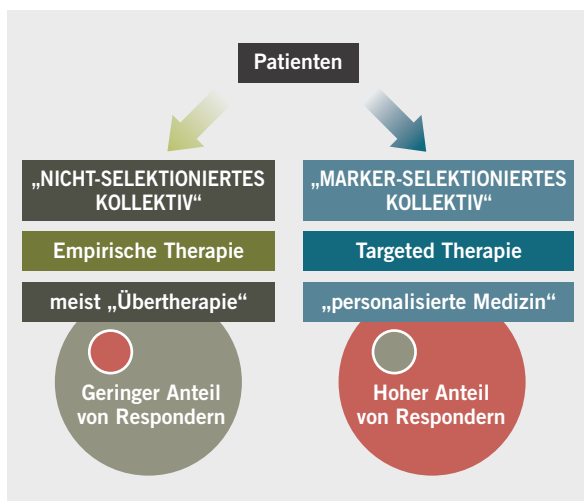 Patienten
„NICHT-SELEKTIONIERTES
KOLLEKTIV“
Empirische Therapie
meist „Übertherapie“
Geringer Anteil
von Respondern
„MARKER-SELEKTIONIERTES
KOLLEKTIV“
Targeted Therapie
„personalisierte Medizin“
Hoher Anteil
von Respondern